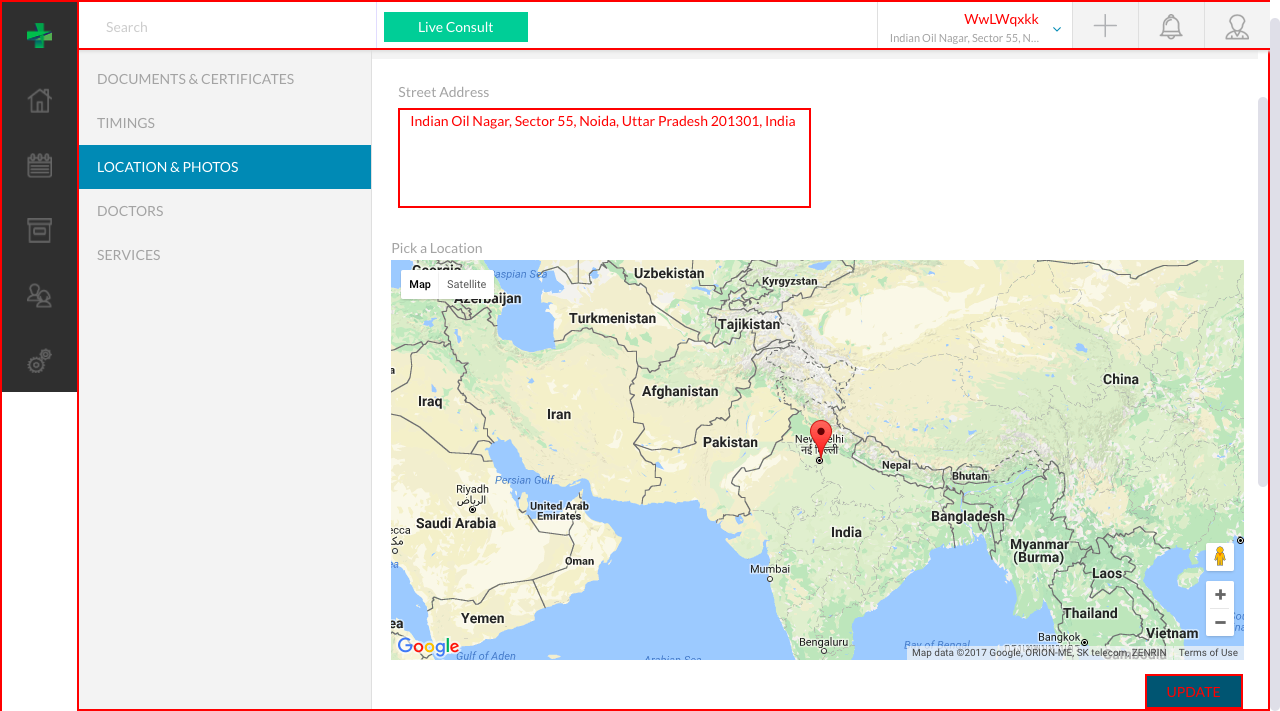 Search
Live Consult
WwLWqxkk
Indian Oil Nagar, Sector 55, N...
DOCUMENTS & CERTIFICATES
TIMINGS
LOCATION & PHOTOS
DOCTORS
SERVICES
Street Address
Indian Oil Nagar, Sector 55, Noida, Uttar Pradesh 201301, India
Pick a Location
Map
Satellite
Georgia
Caspian Sea
Azerbaijan
Uzbekistan
Kyrgyzstan
Turkmenistan
Tajikistan
China
Afghanistan
Iraq
Iran
Pakistan
New Delhi
नई दिल्ली
Nepal
Bhutan
Persian Gulf
Riyadh
الرياض
United Arab
Emirates
Saudi Arabia
Bangladesh
India
Myanmar
(Burma)
Oman
Mumbai
Laos
Yemen
Thailand
Vietnam
Bengaluru
Bangkok
Bay of Bengal
Google
Gulf of Aden
Arabian Sea
Cambodia
Map data ©2017 Google, ORION-ME, SK telecom, ZENRIN
Terms of Use
UPDATE